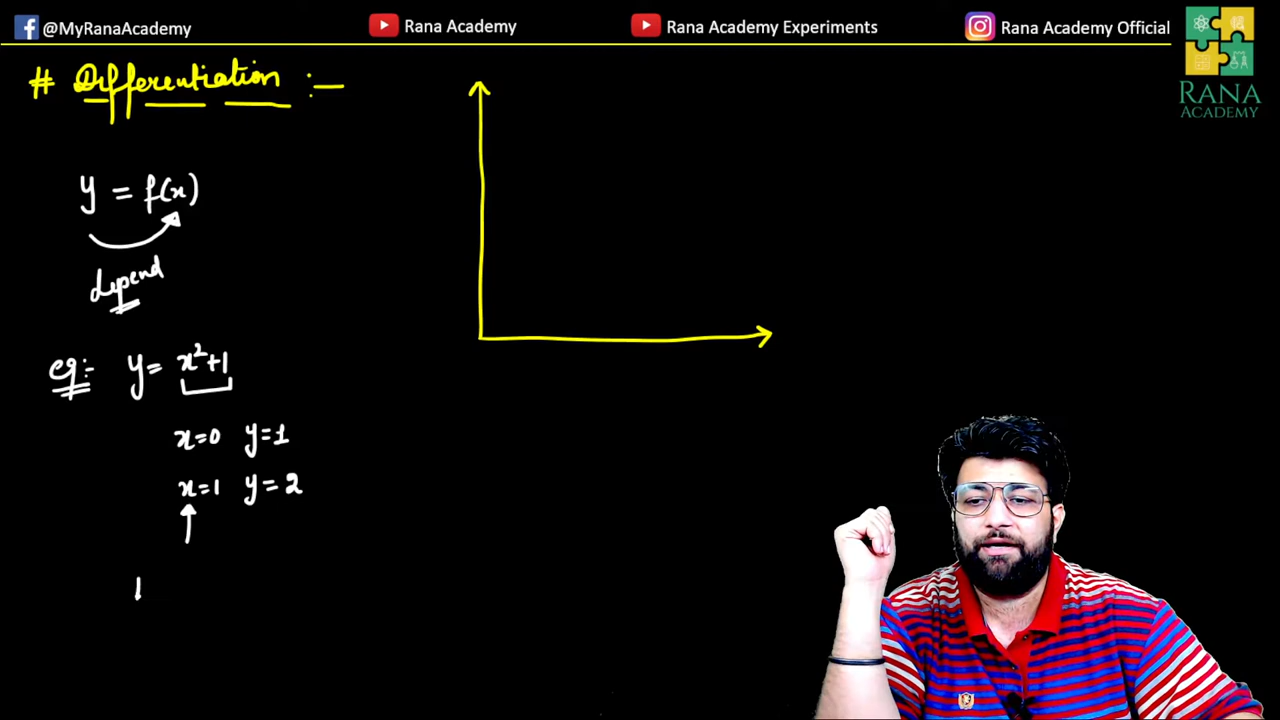 @MyRanaAcademy
Rana Academy
Rana Academy Experiments
Rana Academy Official
RANA
ACADEMY
# Differentiation :-
y = f(x)
depend
eg:- y = x²+1
x=0 y=1
x=1 y=2